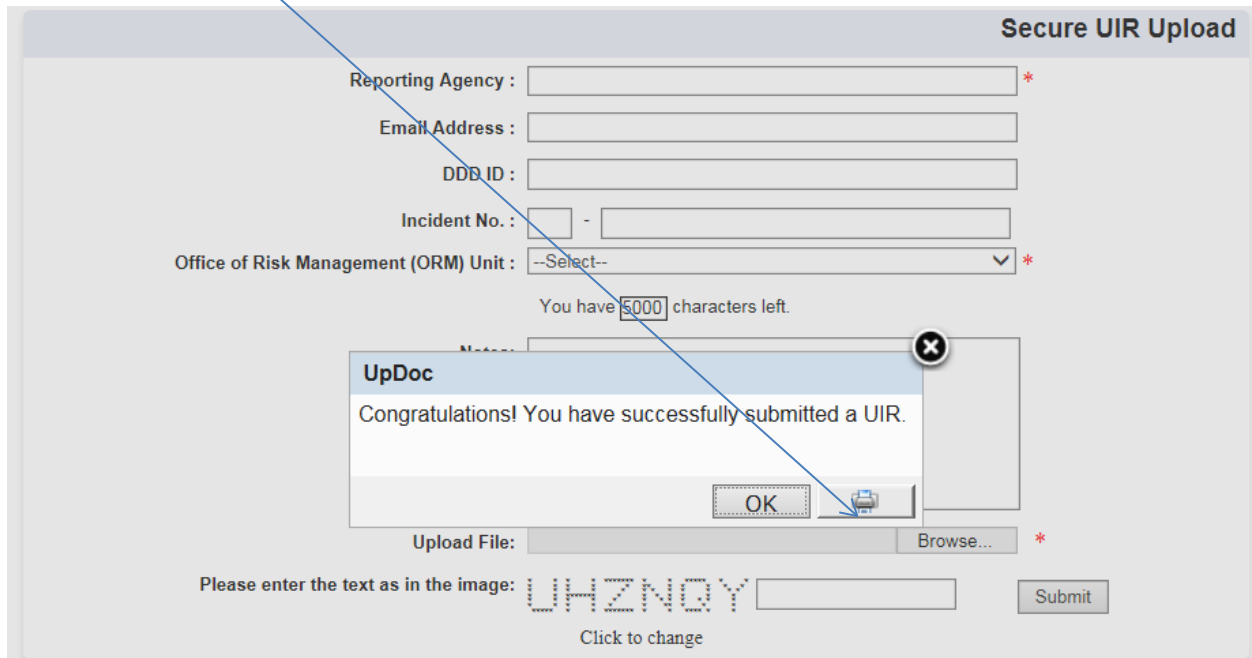 Secure UIR Upload
Reporting Agency : *
Email Address :
DDD ID :
Incident No. : -
Office of Risk Management (ORM) Unit : --Select-- *
You have 5000 characters left.
Notes:
UpDoc
Congratulations! You have successfully submitted a UIR.
OK
Upload File: Browse... *
Please enter the text as in the image: UHZNQY Submit
Click to change